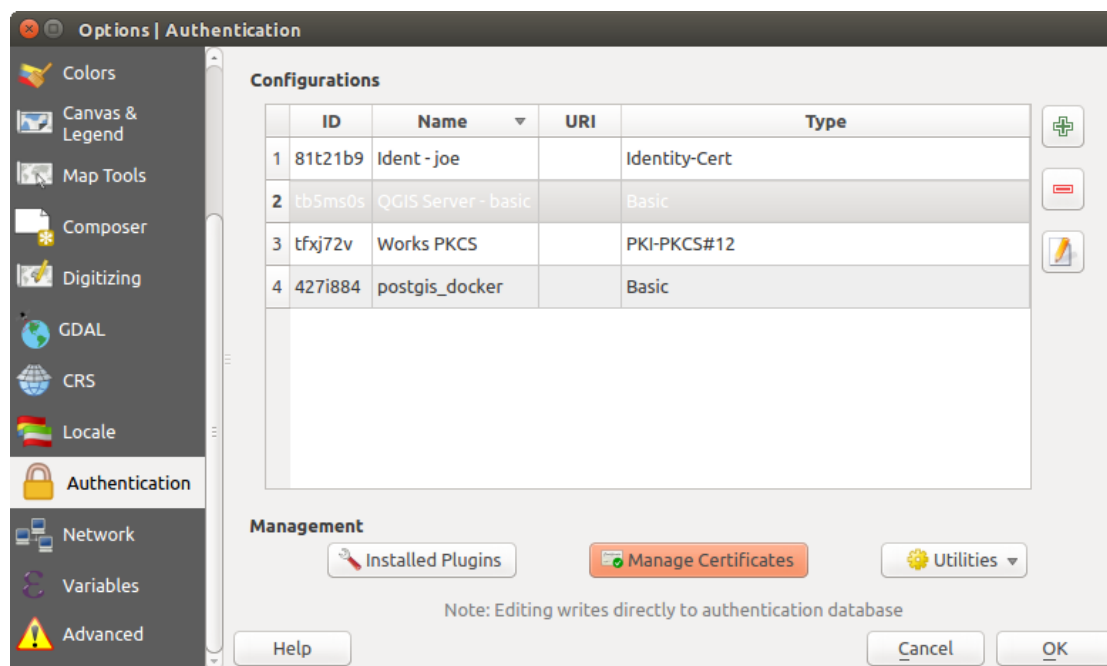 Options | Authentication
Colors
Canvas &
Legend
Map Tools
Composer
Digitizing
GDAL
CRS
Locale
Authentication
Network
Variables
Advanced
Configurations
ID Name URI Type
1 81t21b9 Ident - joe Identity-Cert
2 tb5ms0s QGIS Server - basic Basic
3 tfxj72v Works PKCS PKI-PKCS#12
4 427i884 postgis_docker Basic
Management
Installed Plugins Manage Certificates Utilities
Note: Editing writes directly to authentication database
Help Cancel OK